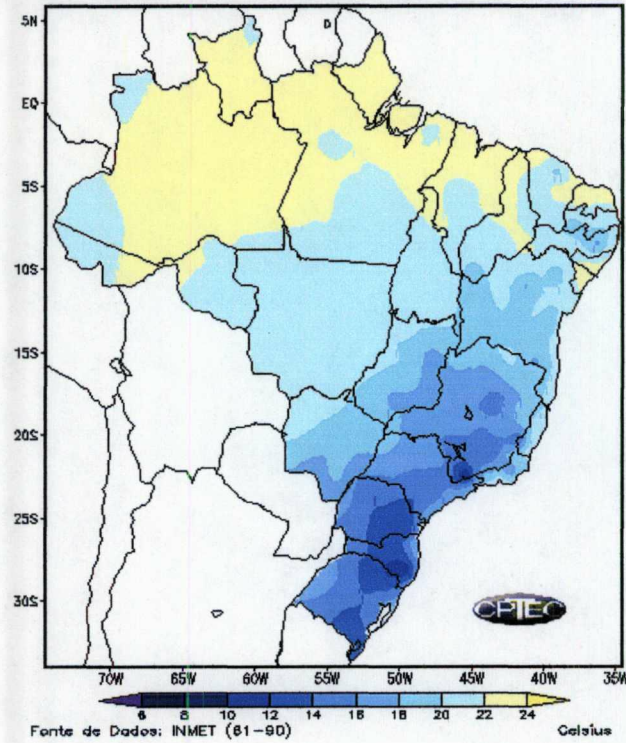 5N
EQ
5S
10S
15S
20S
25S
30S
CPTEC
70W 65W 60W 55W 50W 45W 40W 35W
6 8 10 12 14 16 18 20 22 24
Fonte de Dados: INMET (61-90) Celsius